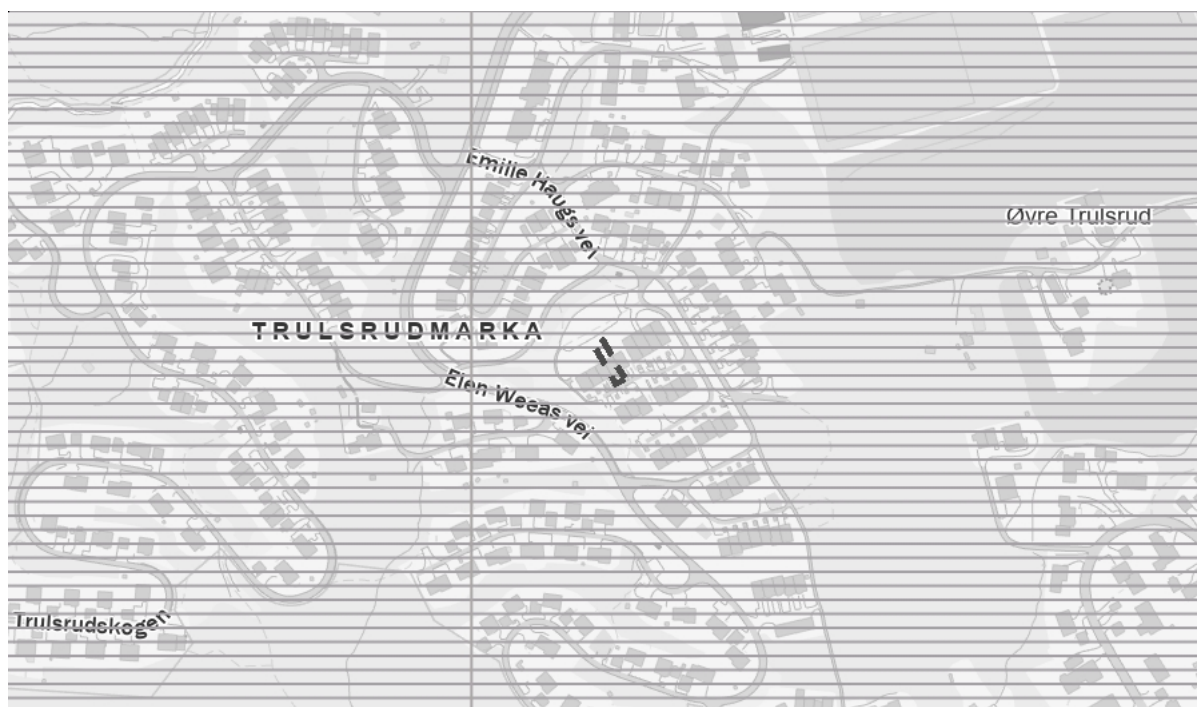 Emilie Haugs vei
Øvre Trulsrud
TRULSRUDMARKA
Elen Weeas vei
Trulsrudskogen